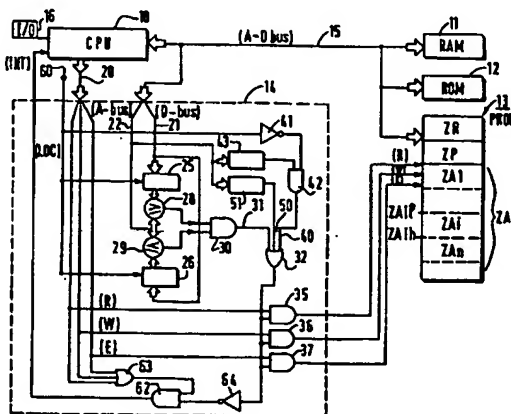 I/O
16
10
CPU
(A-D bus)
15
11
RAM
12
ROM
13
PROM
(INT)
60
20
14
(A-bus)
22
(D-bus)
21
41
ZR
(LOC)
43
ZP
25
42
(R)
(W)
(E)
ZA1
51
28
31
50
40
ZA1P
ZAi
ZA
29
30
32
ZA1h
ZAn
26
(R)
35
(W)
36
(E)
37
63
62
64